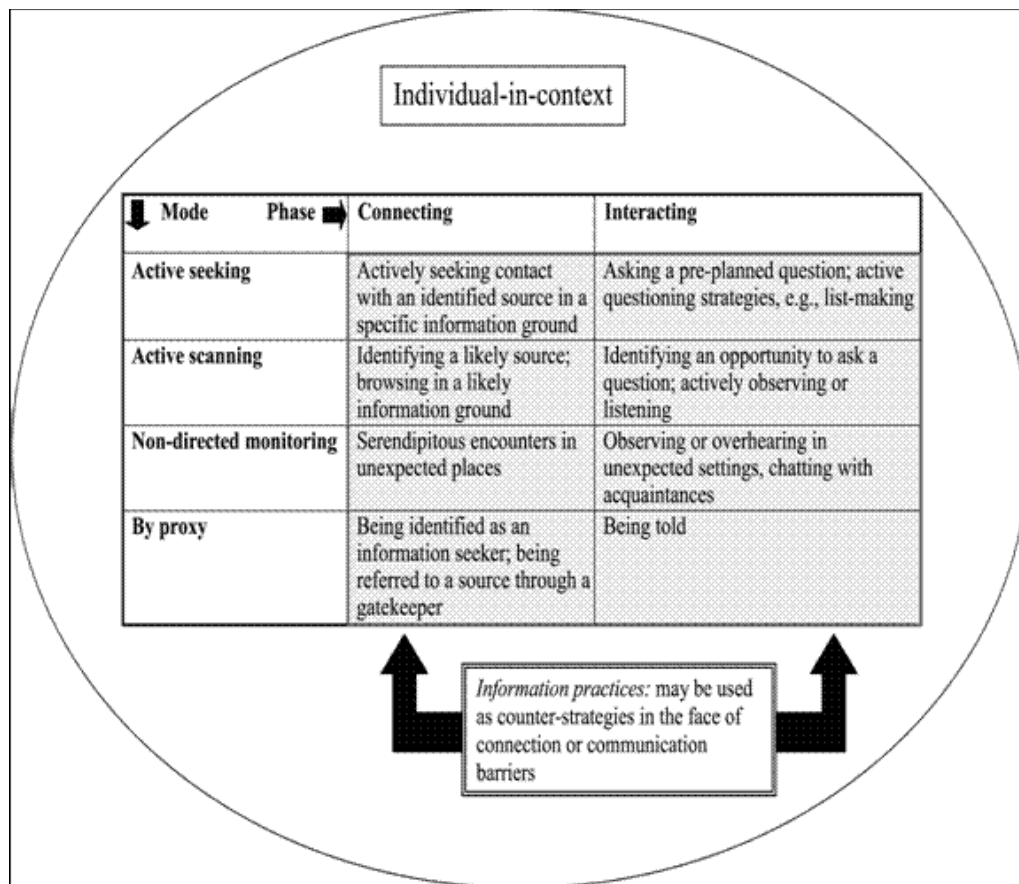 Individual-in-context
Mode Phase Connecting Interacting
Active seeking
Actively seeking contact
with an identified source in a
specific information ground
Asking a pre-planned question; active
questioning strategies, e.g., list-making
Active scanning
Identifying a likely source;
browsing in a likely
information ground
Identifying an opportunity to ask a
question; actively observing or
listening
Non-directed monitoring
Serendipitous encounters in
unexpected places
Observing or overhearing in
unexpected settings, chatting with
acquaintances
By proxy
Being identified as an
information seeker; being
referred to a source through a
gatekeeper
Being told
Information practices: may be used
as counter-strategies in the face of
connection or communication
barriers